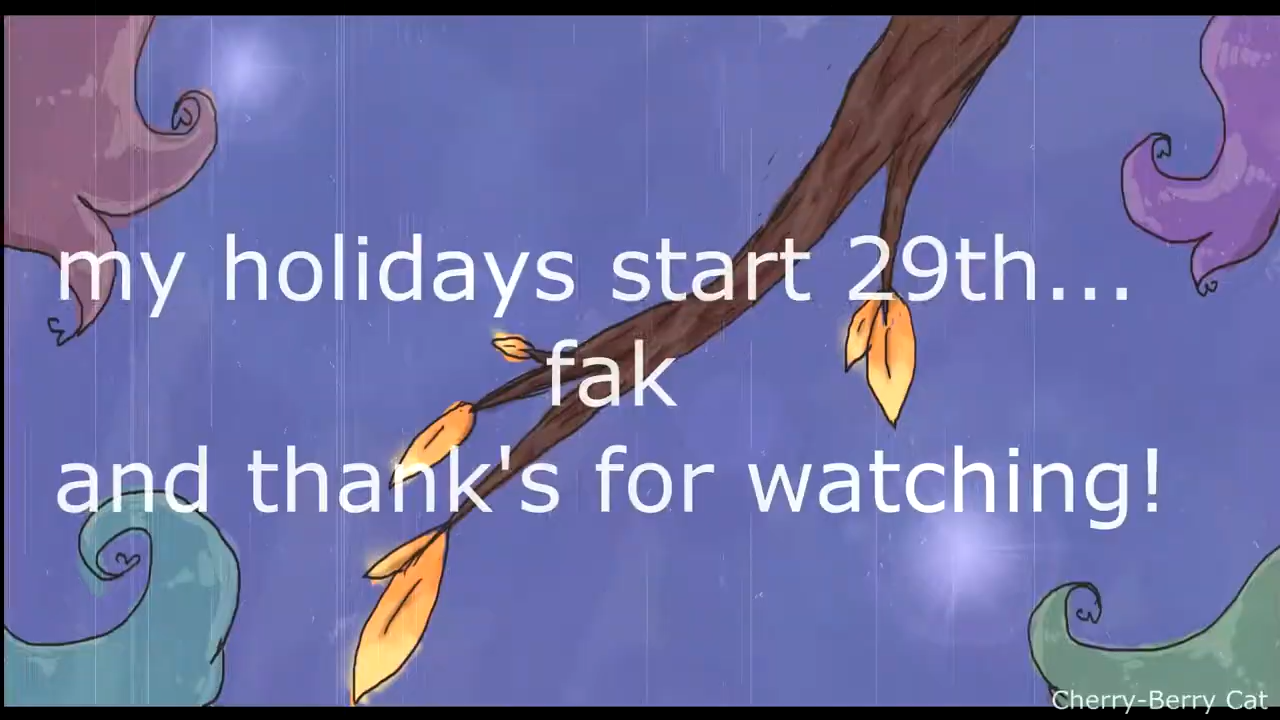 my holidays start 29th...
fak
and thank's for watching!
Cherry-Berry Cat